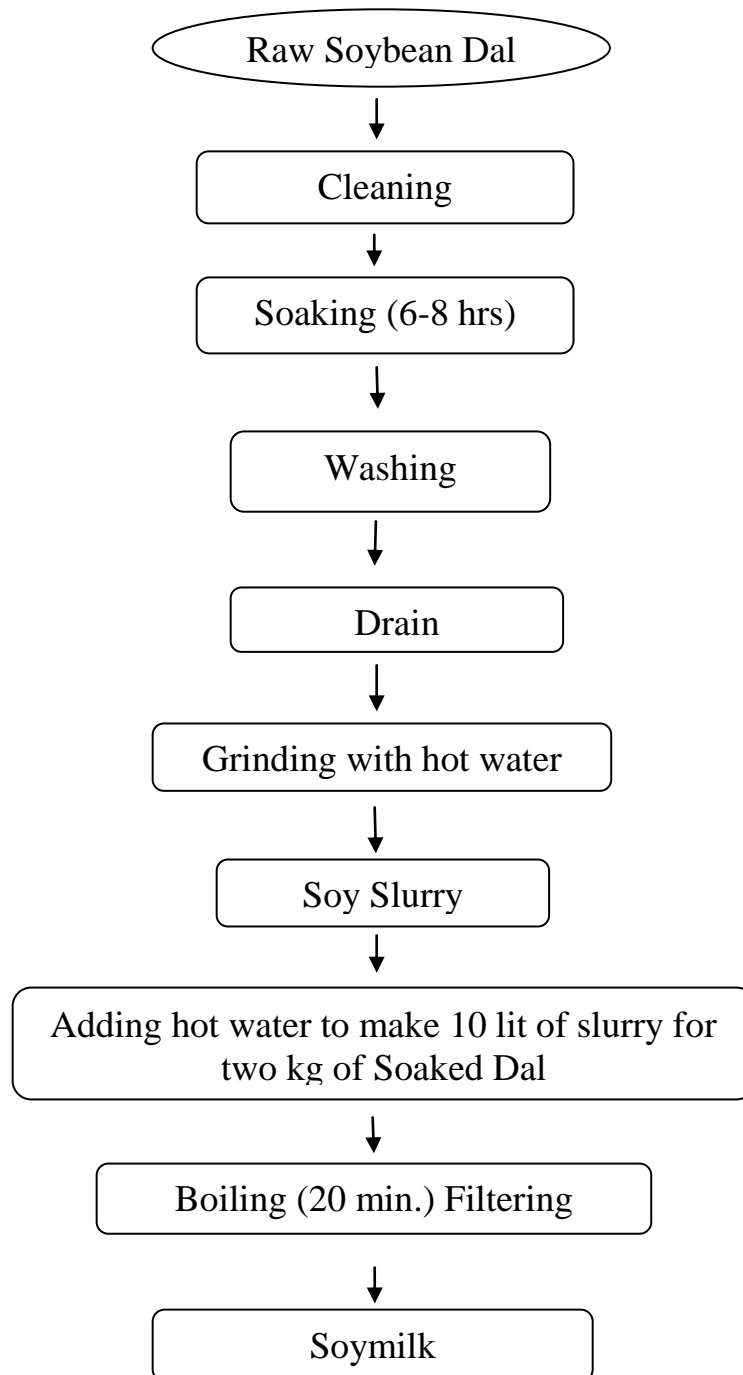 Raw Soybean Dal
Cleaning
Soaking (6-8 hrs)
Washing
Drain
Grinding with hot water
Soy Slurry
Adding hot water to make 10 lit of slurry for
two kg of Soaked Dal
Boiling (20 min.) Filtering
Soymilk